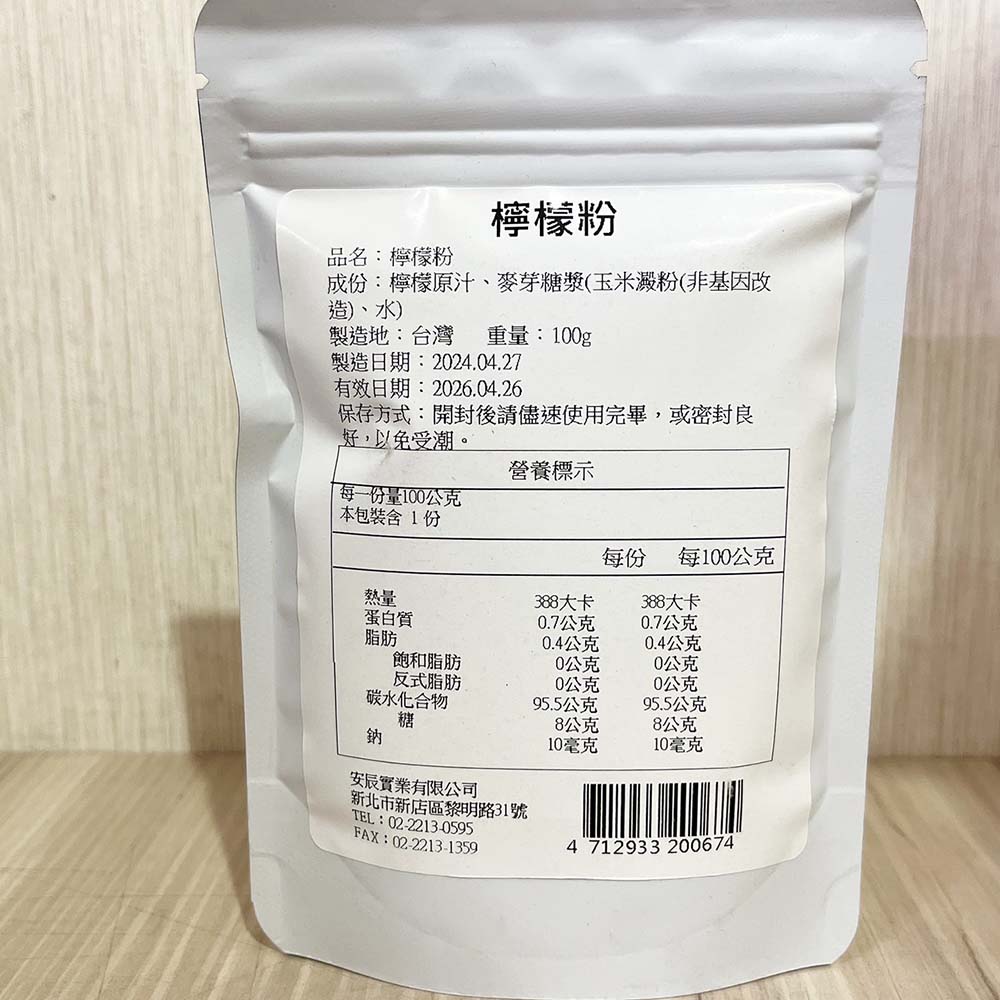 檸檬粉
品名：檸檬粉
成份：檸檬原汁、麥芽糖漿(玉米澱粉(非基因改
造)、水)
製造地：台灣 重量：100g
製造日期：2024.04.27
有效日期：2026.04.26
保存方式：開封後請儘速使用完畢，或密封良
好，以免受潮。
營養標示
每一份量100公克
本包裝含 1 份
每份 每100公克
熱量 388大卡 388大卡
蛋白質 0.7公克 0.7公克
脂肪 0.4公克 0.4公克
飽和脂肪 0公克 0公克
反式脂肪 0公克 0公克
碳水化合物 95.5公克 95.5公克
糖 8公克 8公克
鈉 10毫克 10毫克
安辰實業有限公司
新北市新店區黎明路31號
TEL：02-2213-0595
FAX：02-2213-1359
4 712933 200674